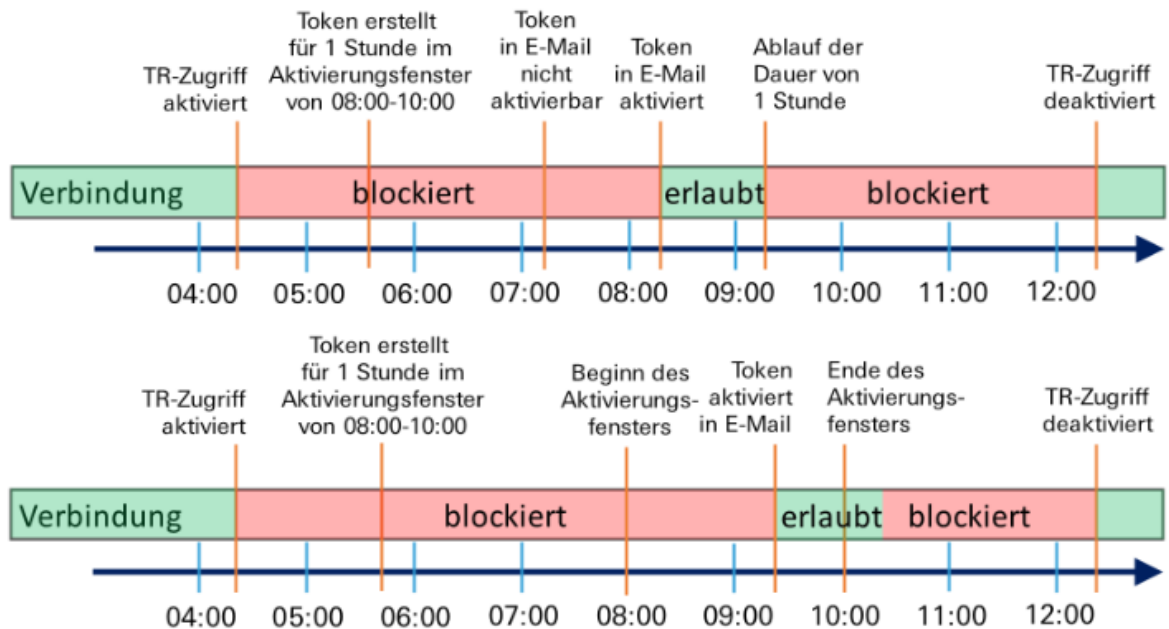 TR-Zugriff
aktiviert
Token erstellt
für 1 Stunde im
Aktivierungsfenster
von 08:00-10:00
Token
in E-Mail
nicht
aktivierbar
Token
in E-Mail
aktiviert
Ablauf der
Dauer von
1 Stunde
TR-Zugriff
deaktiviert
Verbindung blockiert erlaubt blockiert
04:00 05:00 06:00 07:00 08:00 09:00 10:00 11:00 12:00
TR-Zugriff
aktiviert
Token erstellt
für 1 Stunde im
Aktivierungsfenster
von 08:00-10:00
Beginn des
Aktivierungs-
fensters
Token
aktiviert
in E-Mail
Ende des
Aktivierungs-
fensters
TR-Zugriff
deaktiviert
Verbindung blockiert erlaubt blockiert
04:00 05:00 06:00 07:00 08:00 09:00 10:00 11:00 12:00